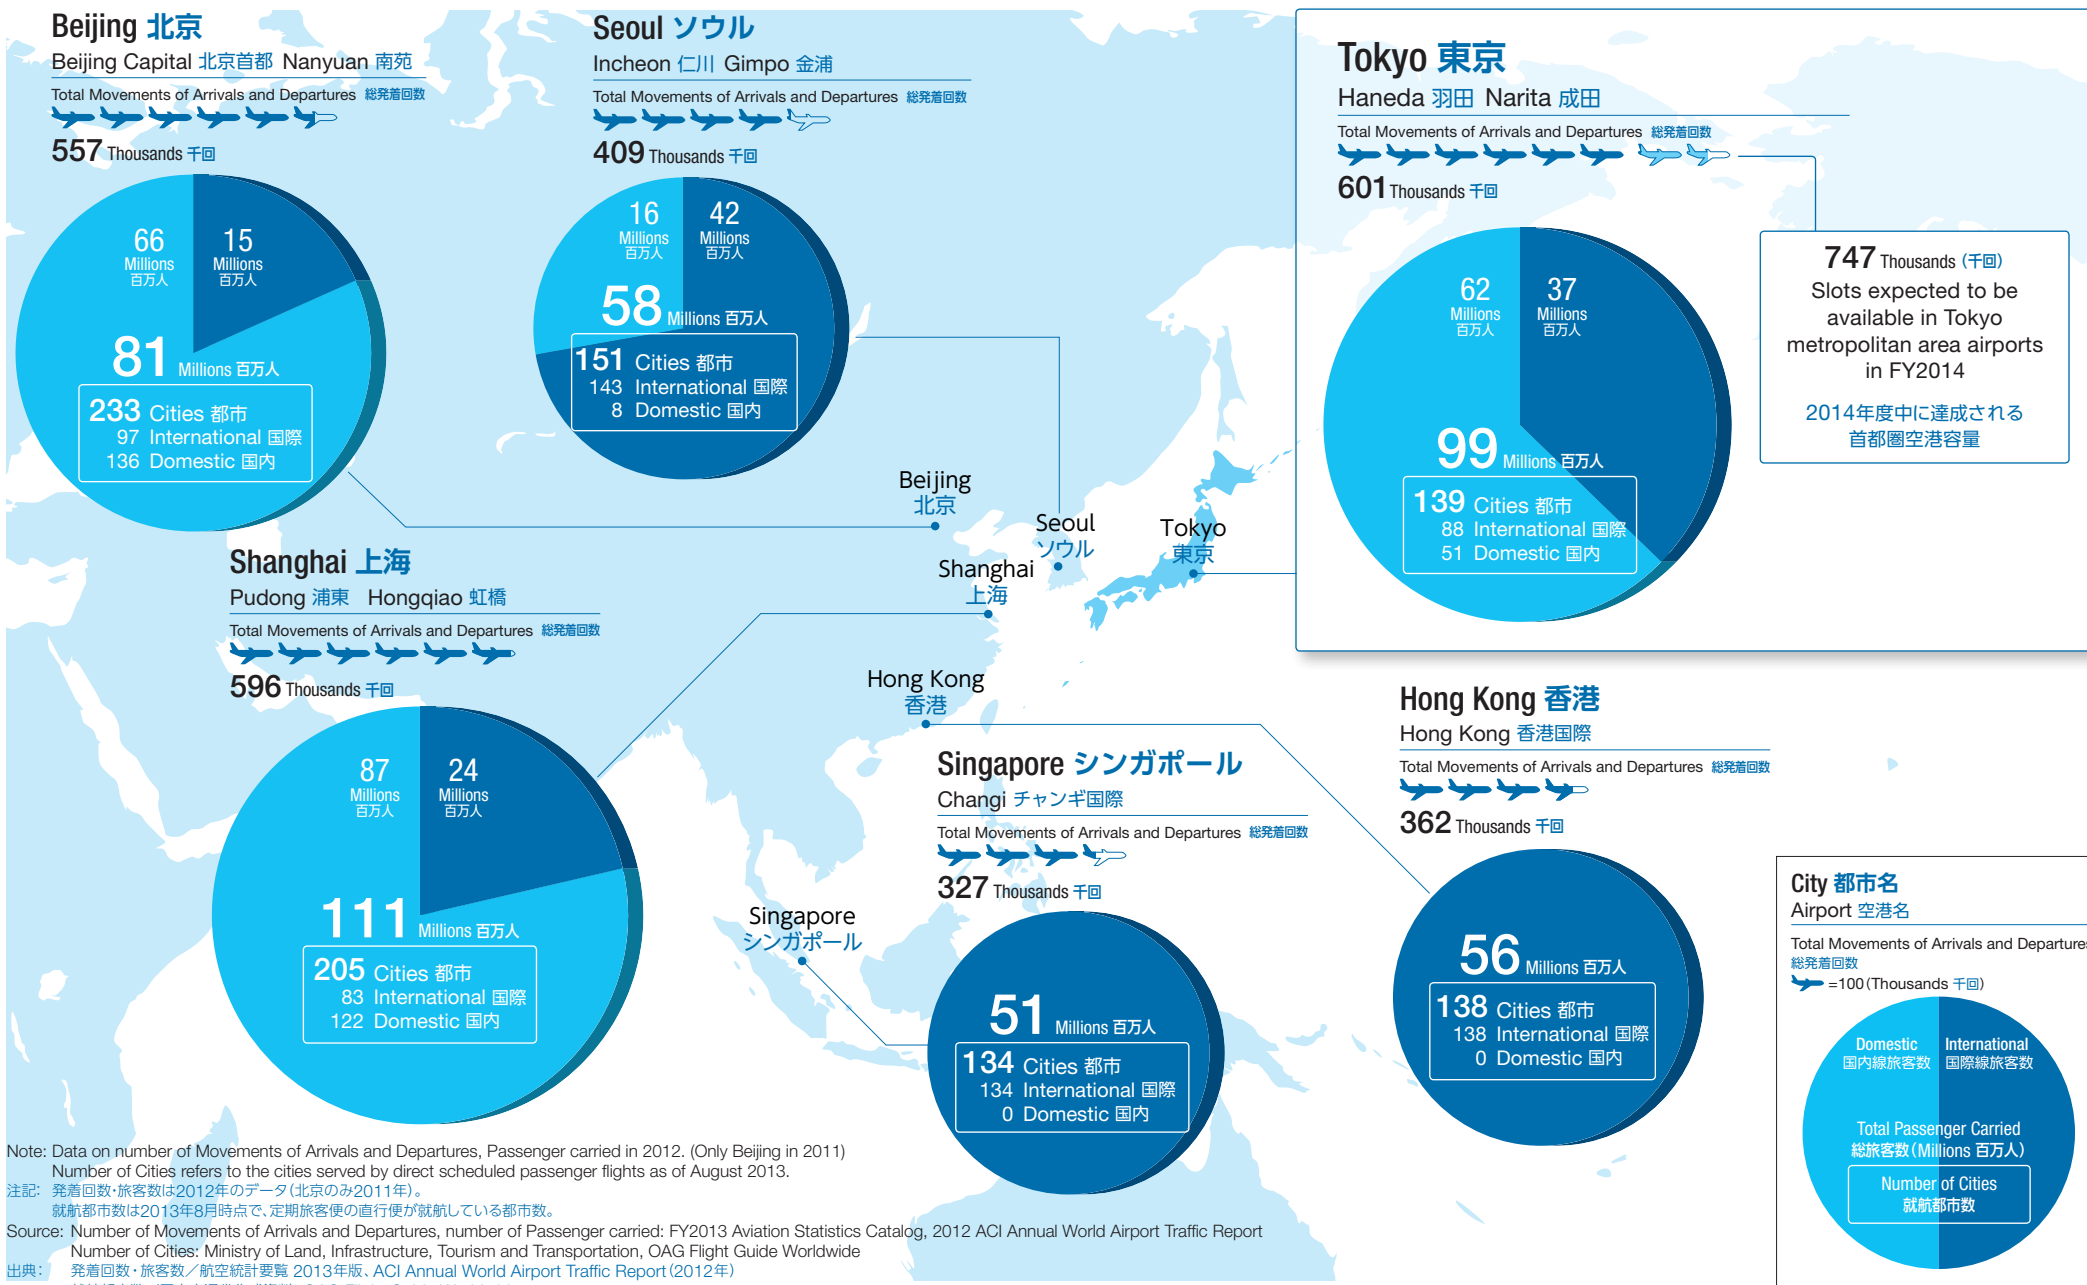 Beijing 北京
Beijing Capital 北京首都 Nanyuan 南苑
Total Movements of Arrivals and Departures 総発着回数
557 Thousands 千回
66 Millions 百万人
15 Millions 百万人
81 Millions 百万人
233 Cities 都市
97 International 国際
136 Domestic 国内
Seoul ソウル
Incheon 仁川 Gimpo 金浦
Total Movements of Arrivals and Departures 総発着回数
409 Thousands 千回
16 Millions 百万人
42 Millions 百万人
58 Millions 百万人
151 Cities 都市
143 International 国際
8 Domestic 国内
Tokyo 東京
Haneda 羽田 Narita 成田
Total Movements of Arrivals and Departures 総発着回数
601 Thousands 千回
62 Millions 百万人
37 Millions 百万人
99 Millions 百万人
139 Cities 都市
88 International 国際
51 Domestic 国内
747 Thousands (千回)
Slots expected to be
available in Tokyo
metropolitan area airports
in FY2014
2014年度中に達成される
首都圏空港容量
Beijing
北京
Seoul
ソウル
Tokyo
東京
Shanghai
上海
Hong Kong
香港
Singapore
シンガポール
Shanghai 上海
Pudong 浦東 Hongqiao 虹橋
Total Movements of Arrivals and Departures 総発着回数
596 Thousands 千回
87 Millions 百万人
24 Millions 百万人
111 Millions 百万人
205 Cities 都市
83 International 国際
122 Domestic 国内
Singapore シンガポール
Changi チャンギ国際
Total Movements of Arrivals and Departures 総発着回数
327 Thousands 千回
51 Millions 百万人
134 Cities 都市
134 International 国際
0 Domestic 国内
Hong Kong 香港
Hong Kong 香港国際
Total Movements of Arrivals and Departures 総発着回数
362 Thousands 千回
56 Millions 百万人
138 Cities 都市
138 International 国際
0 Domestic 国内
City 都市名
Airport 空港名
Total Movements of Arrivals and Departures
総発着回数
=100(Thousands 千回)
Domestic
国内線旅客数
International
国際線旅客数
Total Passenger Carried
総旅客数(Millions 百万人)
Number of Cities
就航都市数
Note: Data on number of Movements of Arrivals and Departures, Passenger carried in 2012. (Only Beijing in 2011)
Number of Cities refers to the cities served by direct scheduled passenger flights as of August 2013.
注記: 発着回数・旅客数は2012年のデータ(北京のみ2011年)。
就航都市数は2013年8月時点で、定期旅客便の直行便が就航している都市数。
Source: Number of Movements of Arrivals and Departures, number of Passenger carried: FY2013 Aviation Statistics Catalog, 2012 ACI Annual World Airport Traffic Report
Number of Cities: Ministry of Land, Infrastructure, Tourism and Transportation, OAG Flight Guide Worldwide
出典: 発着回数・旅客数／航空統計要覧 2013年版、ACI Annual World Airport Traffic Report(2012年)